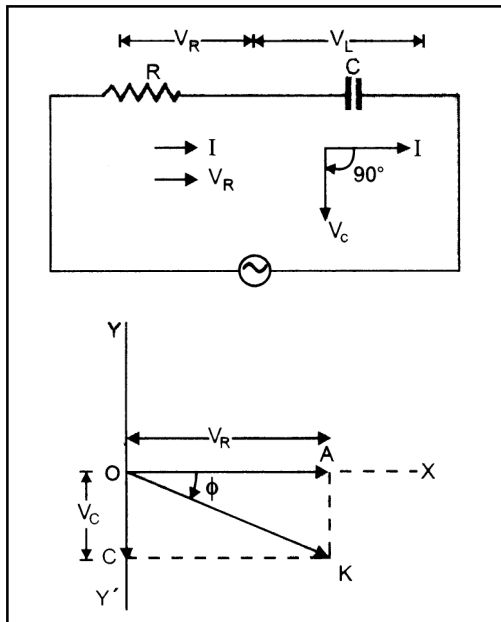 V_R V_L
R C
I I
V_R 90°
V_c
Y
V_R
O A X
V_C ϕ
C K
Y′